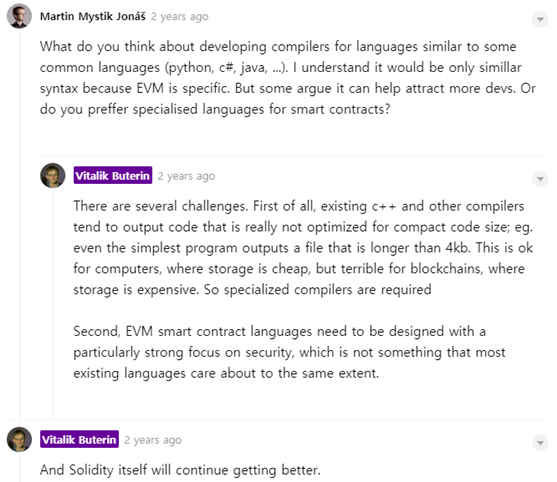 Martin Mystik Jonáš 2 years ago
What do you think about developing compilers for languages similar to some
common languages (python, c#, java, ...). I understand it would be only simillar
syntax because EVM is specific. But some argue it can help attract more devs. Or
do you preffer specialised languages for smart contracts?
Vitalik Buterin 2 years ago
There are several challenges. First of all, existing c++ and other compilers
tend to output code that is really not optimized for compact code size; eg.
even the simplest program outputs a file that is longer than 4kb. This is ok
for computers, where storage is cheap, but terrible for blockchains, where
storage is expensive. So specialized compilers are required
Second, EVM smart contract languages need to be designed with a
particularly strong focus on security, which is not something that most
existing languages care about to the same extent.
Vitalik Buterin 2 years ago
And Solidity itself will continue getting better.